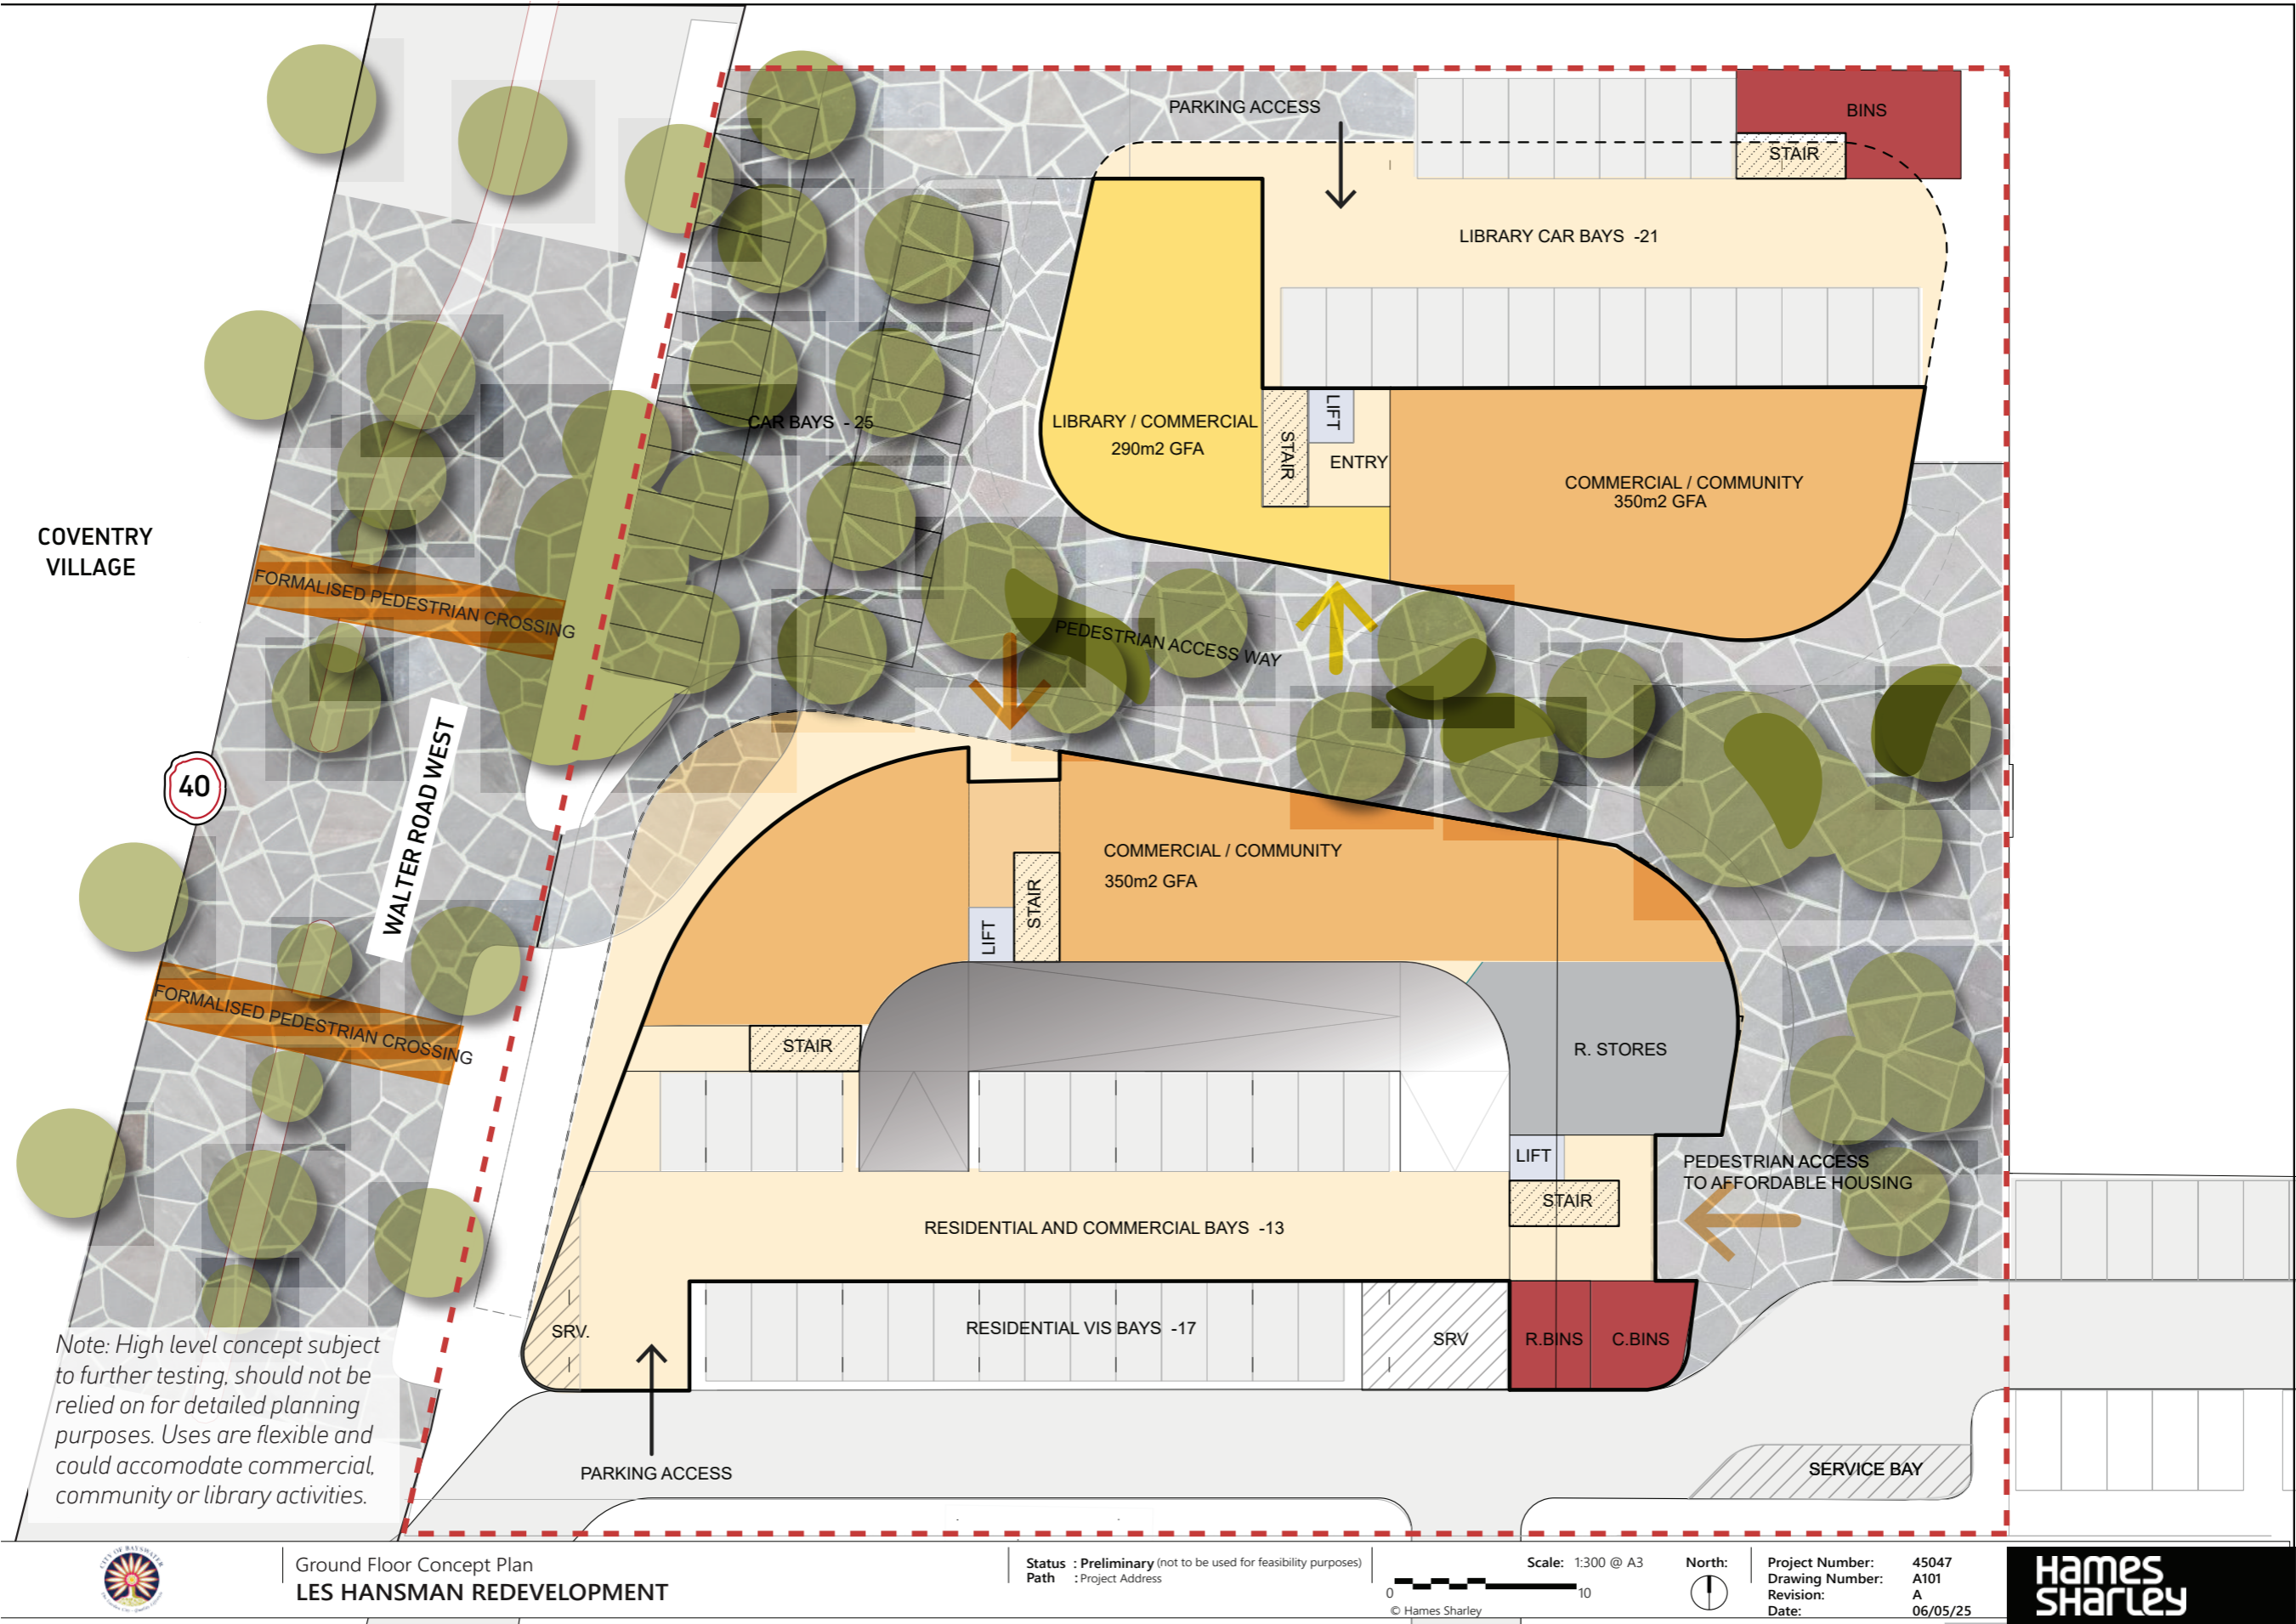 PARKING ACCESS
BINS
STAIR
LIBRARY CAR BAYS -21
CAR BAYS - 25
LIBRARY / COMMERCIAL
290m2 GFA
LIFT
STAIR
ENTRY
COMMERCIAL / COMMUNITY
350m2 GFA
COVENTRY
VILLAGE
FORMALISED PEDESTRIAN CROSSING
PEDESTRIAN ACCESS WAY
40
WALTER ROAD WEST
COMMERCIAL / COMMUNITY
350m2 GFA
STAIR
LIFT
FORMALISED PEDESTRIAN CROSSING
STAIR
R. STORES
LIFT
PEDESTRIAN ACCESS
TO AFFORDABLE HOUSING
STAIR
RESIDENTIAL AND COMMERCIAL BAYS -13
SRV.
RESIDENTIAL VIS BAYS -17
SRV
R.BINS
C.BINS
Note: High level concept subject
to further testing, should not be
relied on for detailed planning
purposes. Uses are flexible and
could accomodate commercial,
community or library activities.
PARKING ACCESS
SERVICE BAY
CITY OF BAYSWATER
Ground Floor Concept Plan
LES HANSMAN REDEVELOPMENT
Status : Preliminary (not to be used for feasibility purposes)
Path : Project Address
Scale: 1:300 @ A3
0 10
© Hames Sharley
North:
Project Number: 45047
Drawing Number: A101
Revision: A
Date: 06/05/25
Hames
SHarley